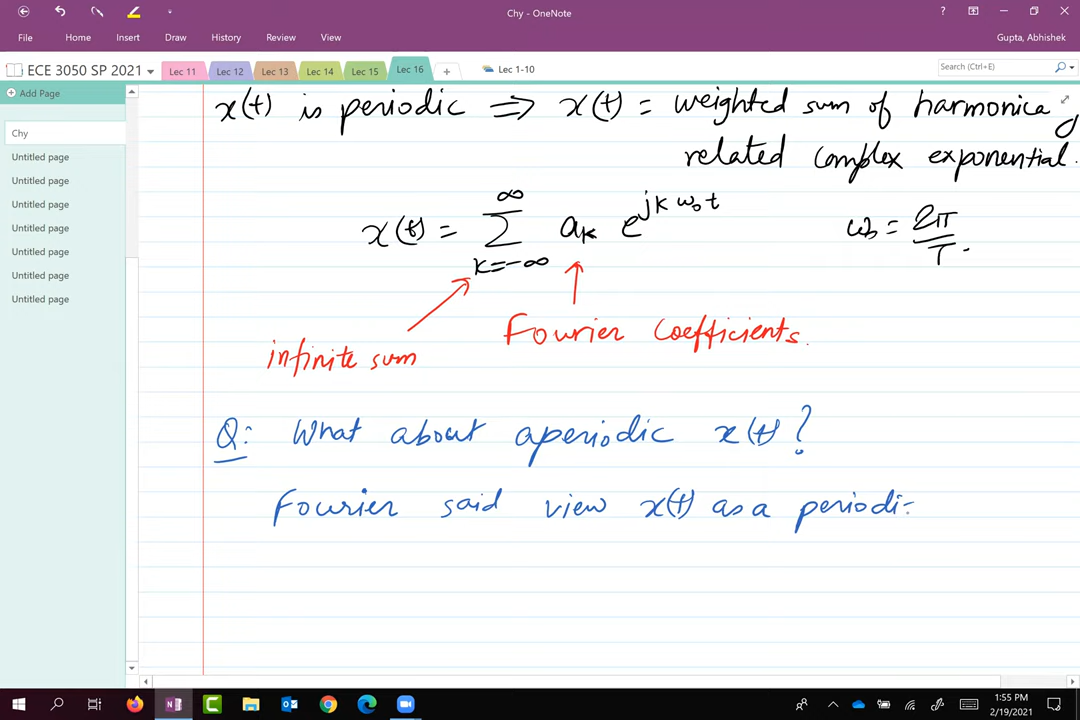 Chy - OneNote
File Home Insert Draw History Review View
Gupta, Abhishek
ECE 3050 SP 2021 Lec 11 Lec 12 Lec 13 Lec 14 Lec 15 Lec 16 Lec 1-10
Search (Ctrl+E)
Add Page
Chy
Untitled page
Untitled page
Untitled page
Untitled page
Untitled page
Untitled page
Untitled page
x(t) is periodic ⟹ x(t) = weighted sum of harmonica
related complex exponential.
x(t) = ∑_{k=-∞}^{∞} a_k e^{jkω₀t} ω₀ = 2π/T.
Fourier coefficients.
infinite sum
Q: What about aperiodic x(t)?
Fourier said view x(t) as a periodi
1:55 PM
2/19/2021